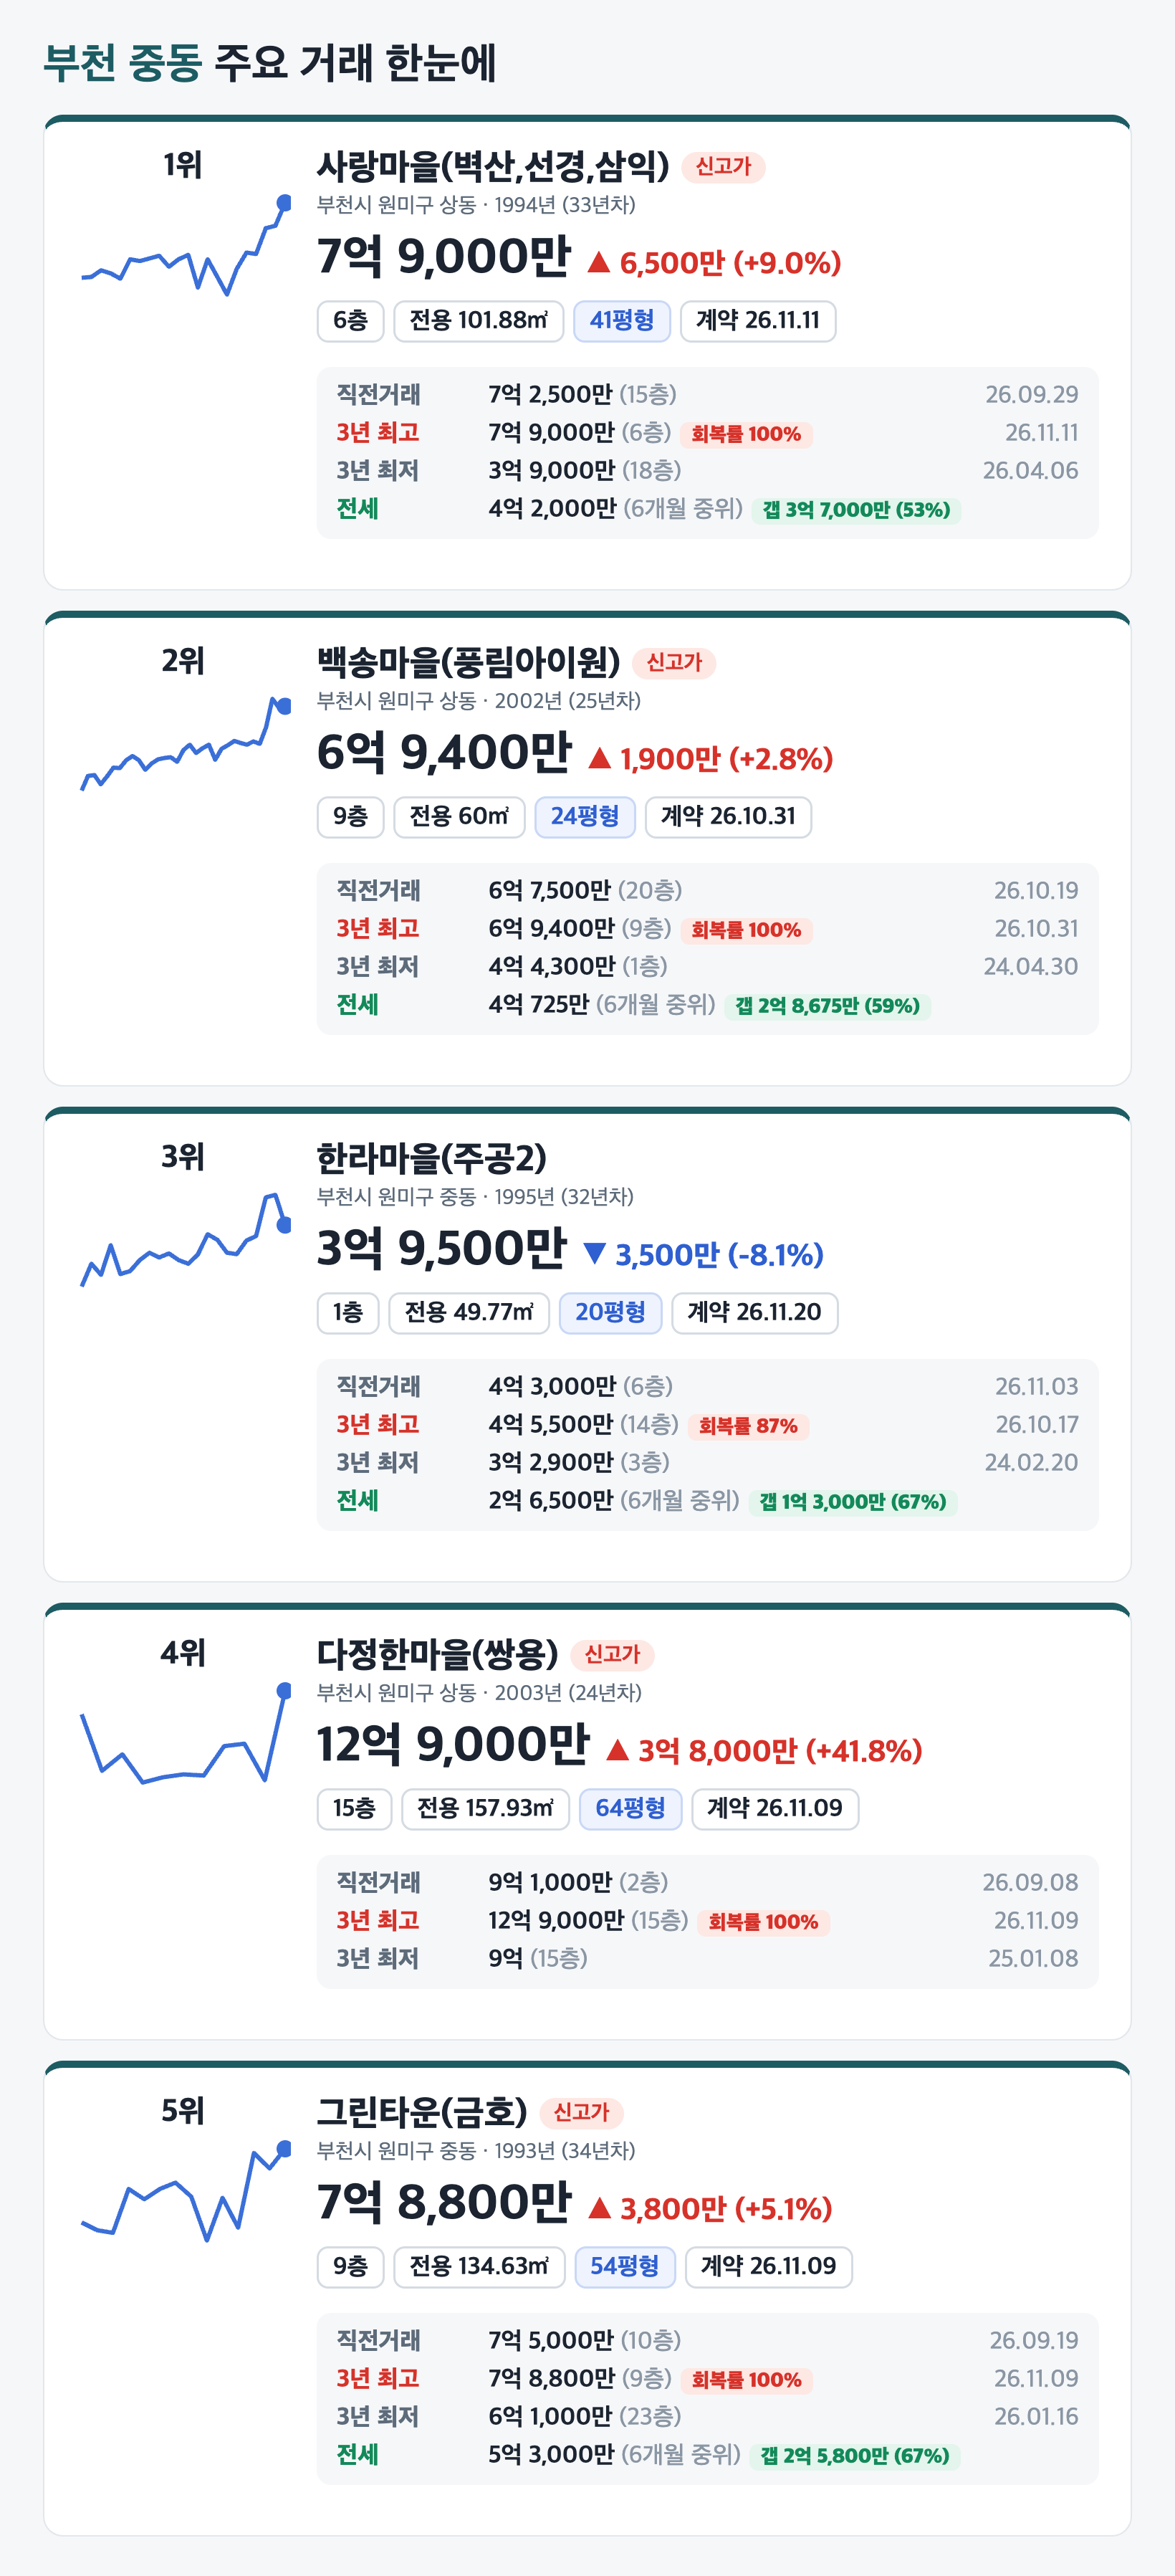 부천 중동 주요 거래 한눈에
1위
사랑마을(벽산,선경,삼익) 신고가
부천시 원미구 상동 · 1994년 (33년차)
7억 9,000만 ▲ 6,500만 (+9.0%)
6층 전용 101.88㎡ 41평형 계약 26.11.11
직전거래 7억 2,500만 (15층) 26.09.29
3년 최고 7억 9,000만 (6층) 회복률 100% 26.11.11
3년 최저 3억 9,000만 (18층) 26.04.06
전세 4억 2,000만 (6개월 중위) 갭 3억 7,000만 (53%)
2위
백송마을(풍림아이원) 신고가
부천시 원미구 상동 · 2002년 (25년차)
6억 9,400만 ▲ 1,900만 (+2.8%)
9층 전용 60㎡ 24평형 계약 26.10.31
직전거래 6억 7,500만 (20층) 26.10.19
3년 최고 6억 9,400만 (9층) 회복률 100% 26.10.31
3년 최저 4억 4,300만 (1층) 24.04.30
전세 4억 725만 (6개월 중위) 갭 2억 8,675만 (59%)
3위
한라마을(주공2)
부천시 원미구 중동 · 1995년 (32년차)
3억 9,500만 ▼ 3,500만 (-8.1%)
1층 전용 49.77㎡ 20평형 계약 26.11.20
직전거래 4억 3,000만 (6층) 26.11.03
3년 최고 4억 5,500만 (14층) 회복률 87% 26.10.17
3년 최저 3억 2,900만 (3층) 24.02.20
전세 2억 6,500만 (6개월 중위) 갭 1억 3,000만 (67%)
4위
다정한마을(쌍용) 신고가
부천시 원미구 상동 · 2003년 (24년차)
12억 9,000만 ▲ 3억 8,000만 (+41.8%)
15층 전용 157.93㎡ 64평형 계약 26.11.09
직전거래 9억 1,000만 (2층) 26.09.08
3년 최고 12억 9,000만 (15층) 회복률 100% 26.11.09
3년 최저 9억 (15층) 25.01.08
5위
그린타운(금호) 신고가
부천시 원미구 중동 · 1993년 (34년차)
7억 8,800만 ▲ 3,800만 (+5.1%)
9층 전용 134.63㎡ 54평형 계약 26.11.09
직전거래 7억 5,000만 (10층) 26.09.19
3년 최고 7억 8,800만 (9층) 회복률 100% 26.11.09
3년 최저 6억 1,000만 (23층) 26.01.16
전세 5억 3,000만 (6개월 중위) 갭 2억 5,800만 (67%)